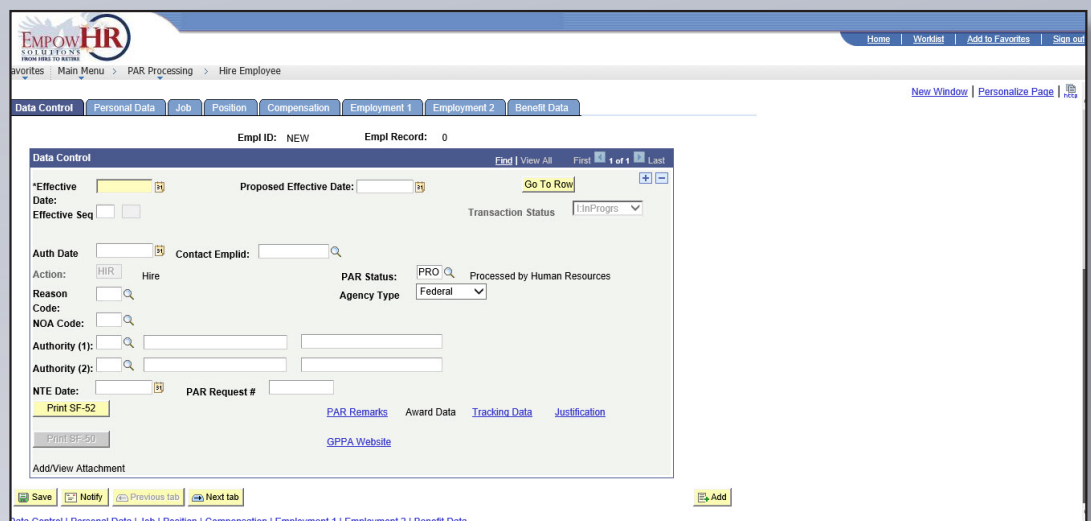 EMPOWHR
SOLUTIONS
FROM HIRE TO RETIRE
Home | Worklist | Add to Favorites | Sign out
avorites Main Menu > PAR Processing > Hire Employee
New Window | Personalize Page | http
Data Control Personal Data Job Position Compensation Employment 1 Employment 2 Benefit Data
Empl ID: NEW Empl Record: 0
Data Control Find | View All First 1 of 1 Last
*Effective Date: Proposed Effective Date: Go To Row
Effective Seq Transaction Status I:InProgrs
Auth Date Contact Emplid:
Action: HIR Hire PAR Status: PRO Processed by Human Resources
Reason Code: Agency Type Federal
NOA Code:
Authority (1):
Authority (2):
NTE Date: PAR Request #
Print SF-52 PAR Remarks Award Data Tracking Data Justification
Print SF-50 GPPA Website
Add/View Attachment
Save Notify Previous tab Next tab Add
Data Control | Personal Data | Job | Position | Compensation | Employment 1 | Employment 2 | Benefit Data